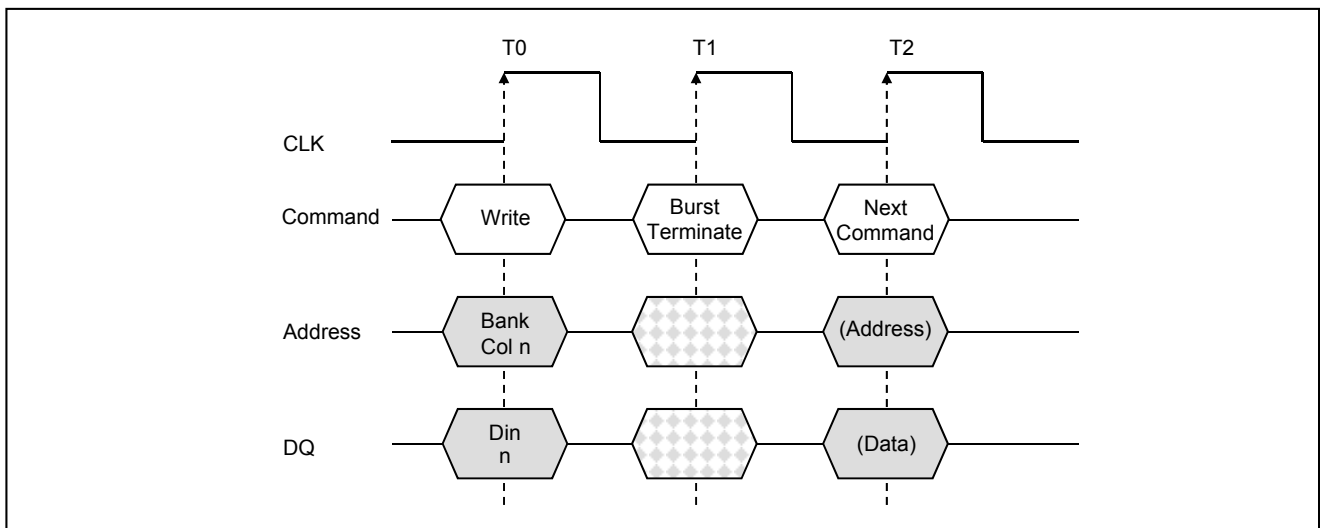 T0 T1 T2
CLK
Command Write Burst Terminate Next Command
Address Bank Col n (Address)
DQ Din n (Data)